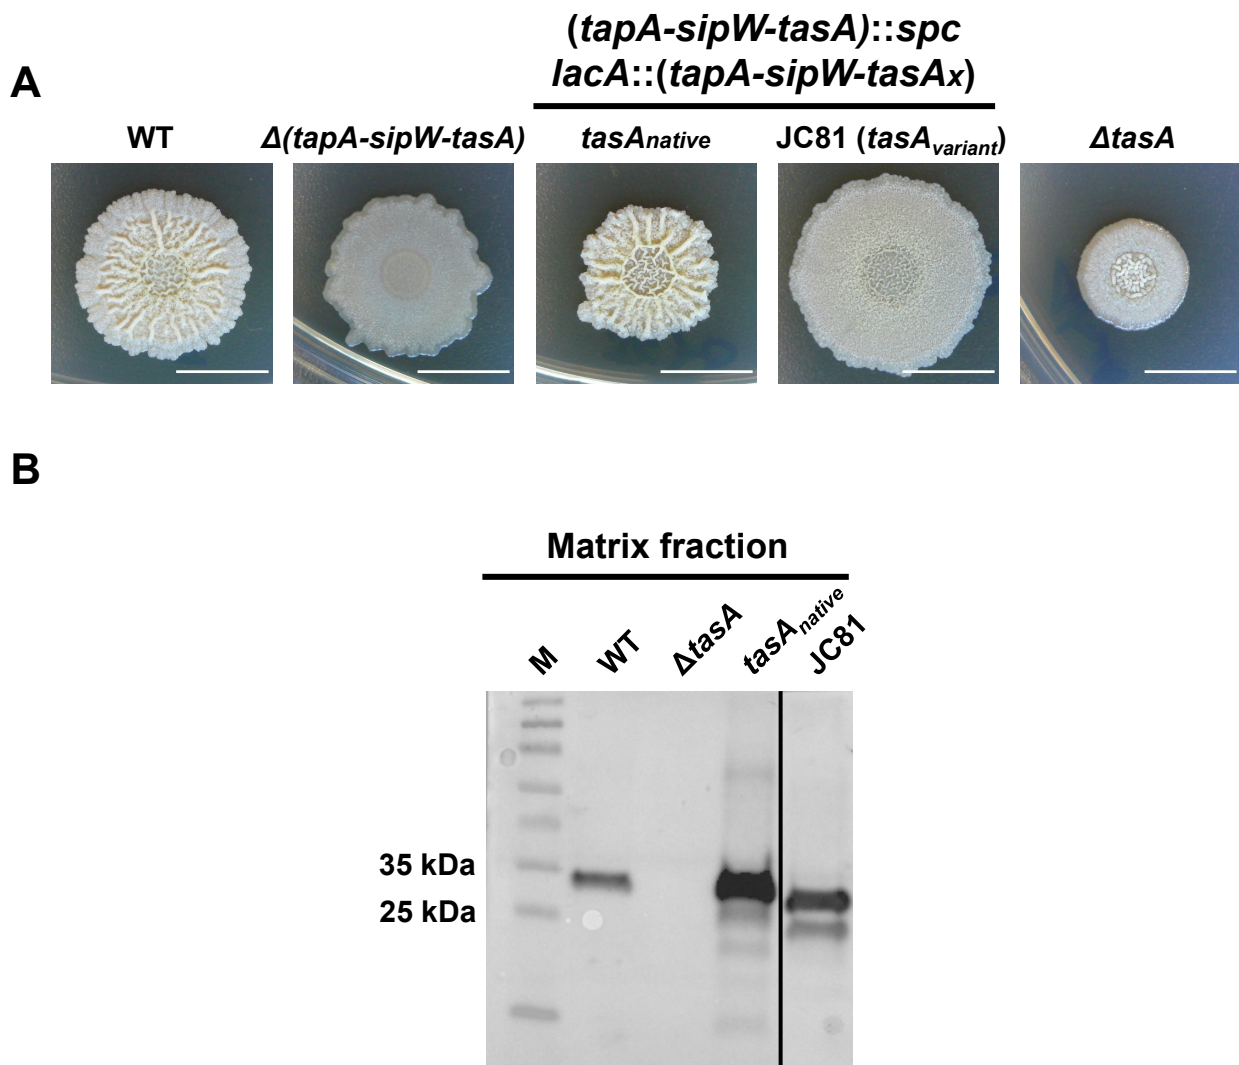 (tapA-sipW-tasA)::spc
lacA::(tapA-sipW-tasAx)
A
WT
Δ(tapA-sipW-tasA)
tasAnative
JC81 (tasAvariant)
ΔtasA
B
Matrix fraction
M
WT
ΔtasA
tasAnative
JC81
35 kDa
25 kDa